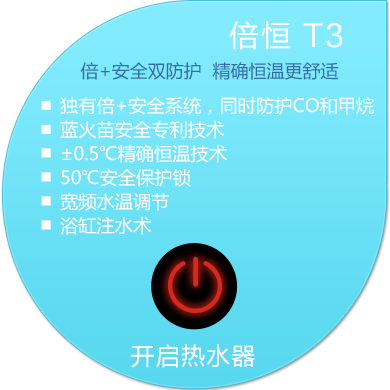 倍恒 T3
倍+安全双防护 精确恒温更舒适
独有倍+安全系统，同时防护CO和甲烷
蓝火苗安全专利技术
±0.5℃精确恒温技术
50℃安全保护锁
宽频水温调节
浴缸注水术
开启热水器